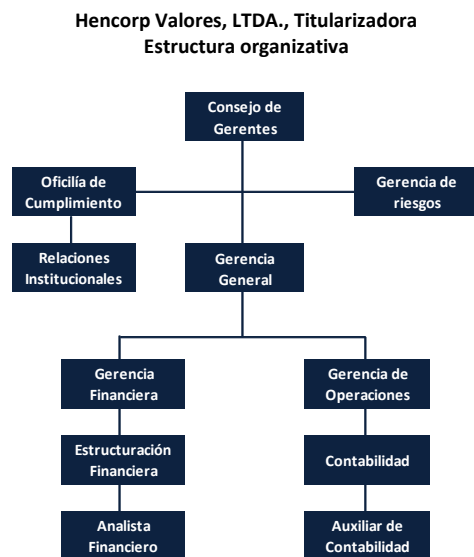 Hencorp Valores, LTDA., Titularizadora
Estructura organizativa
Consejo de
Gerentes
Oficilía de
Cumplimiento
Gerencia de
riesgos
Relaciones
Institucionales
Gerencia
General
Gerencia
Financiera
Gerencia de
Operaciones
Estructuración
Financiera
Contabilidad
Analista
Financiero
Auxiliar de
Contabilidad